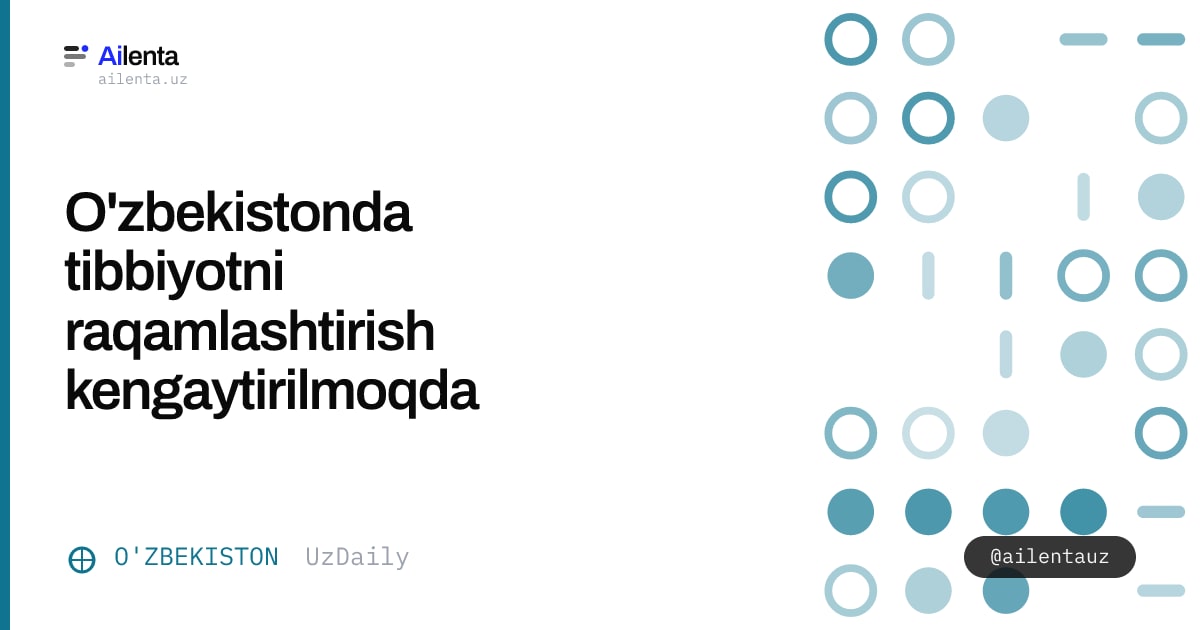 Ailenta
ailenta.uz
O'zbekistonda
tibbiyotni
raqamlashtirish
kengaytirilmoqda
O'ZBEKISTON UzDaily
@ailentauz